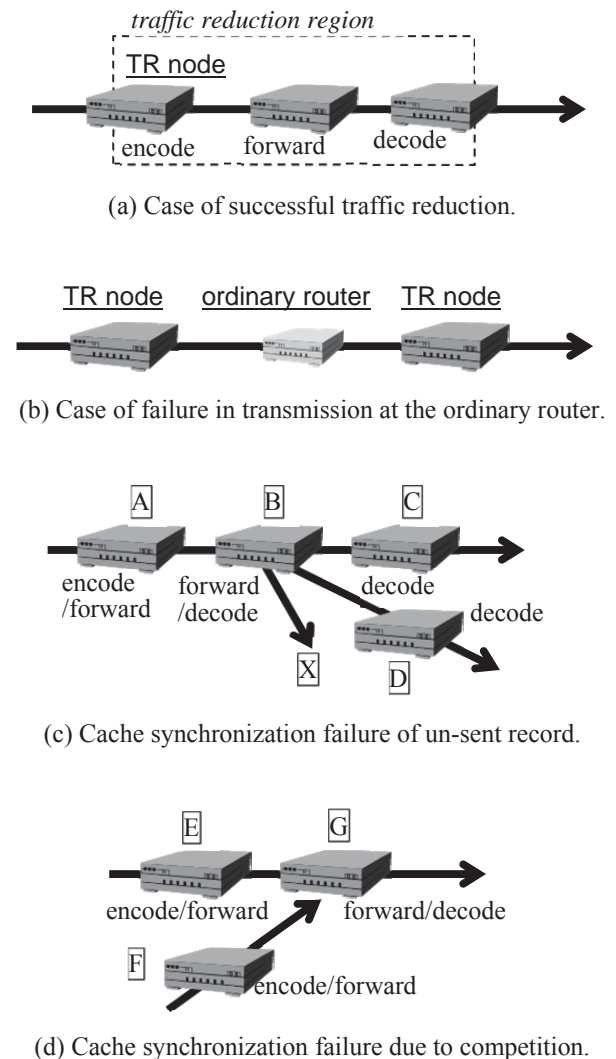 traffic reduction region
TR node
encode
forward
decode
(a) Case of successful traffic reduction.
TR node
ordinary router
TR node
(b) Case of failure in transmission at the ordinary router.
A
B
C
encode
/forward
forward
/decode
decode
decode
X
D
(c) Cache synchronization failure of un-sent record.
E
G
encode/forward
forward/decode
F
encode/forward
(d) Cache synchronization failure due to competition.